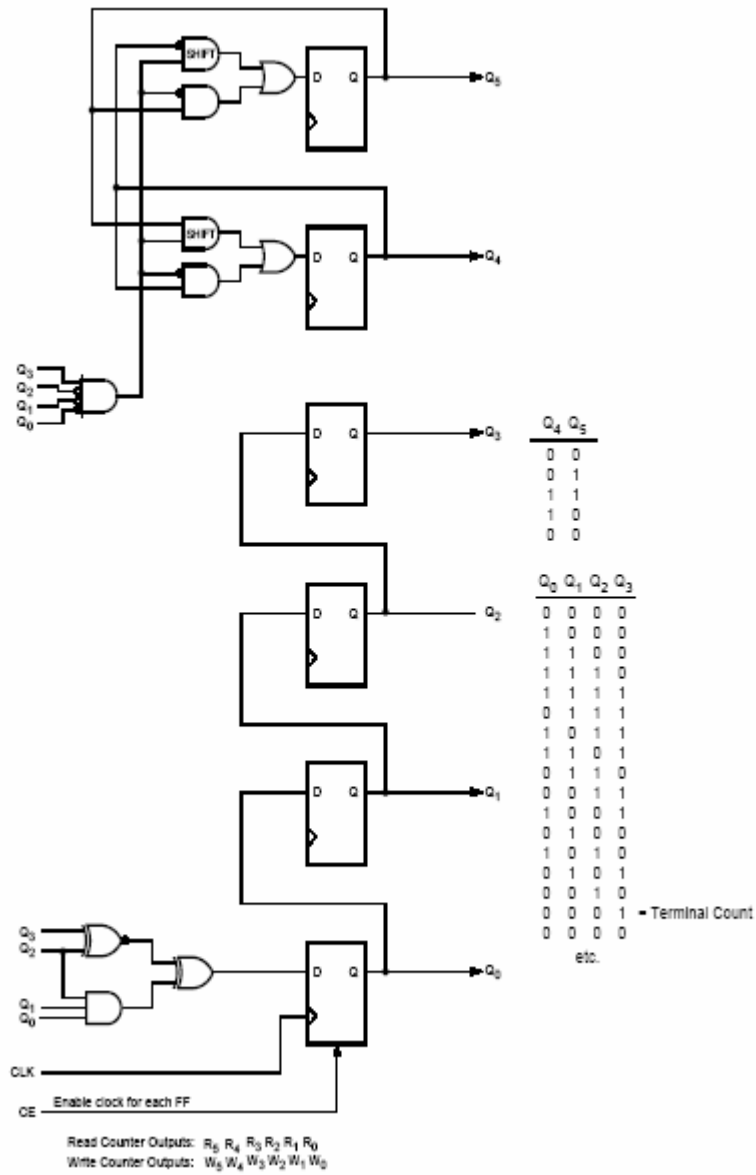 SHIFT
D Q
Q5
SHIFT
D Q
Q4
Q3
Q2
Q1
Q0
D Q
Q3
Q4 Q5
0 0
0 1
1 1
1 0
0 0
D Q
Q2
Q0 Q1 Q2 Q3
0 0 0 0
1 0 0 0
1 1 0 0
1 1 1 0
1 1 1 1
0 1 1 1
1 0 1 1
1 1 0 1
0 1 1 0
0 0 1 1
1 0 0 1
0 1 0 0
1 0 1 0
0 1 0 1
0 0 1 0
0 0 0 1 = Terminal Count
0 0 0 0
etc.
D Q
Q1
Q3
Q2
Q1
Q0
D Q
Q0
CLK
CE
Enable clock for each FF
Read Counter Outputs: R5 R4 R3 R2 R1 R0
Write Counter Outputs: W5 W4 W3 W2 W1 W0